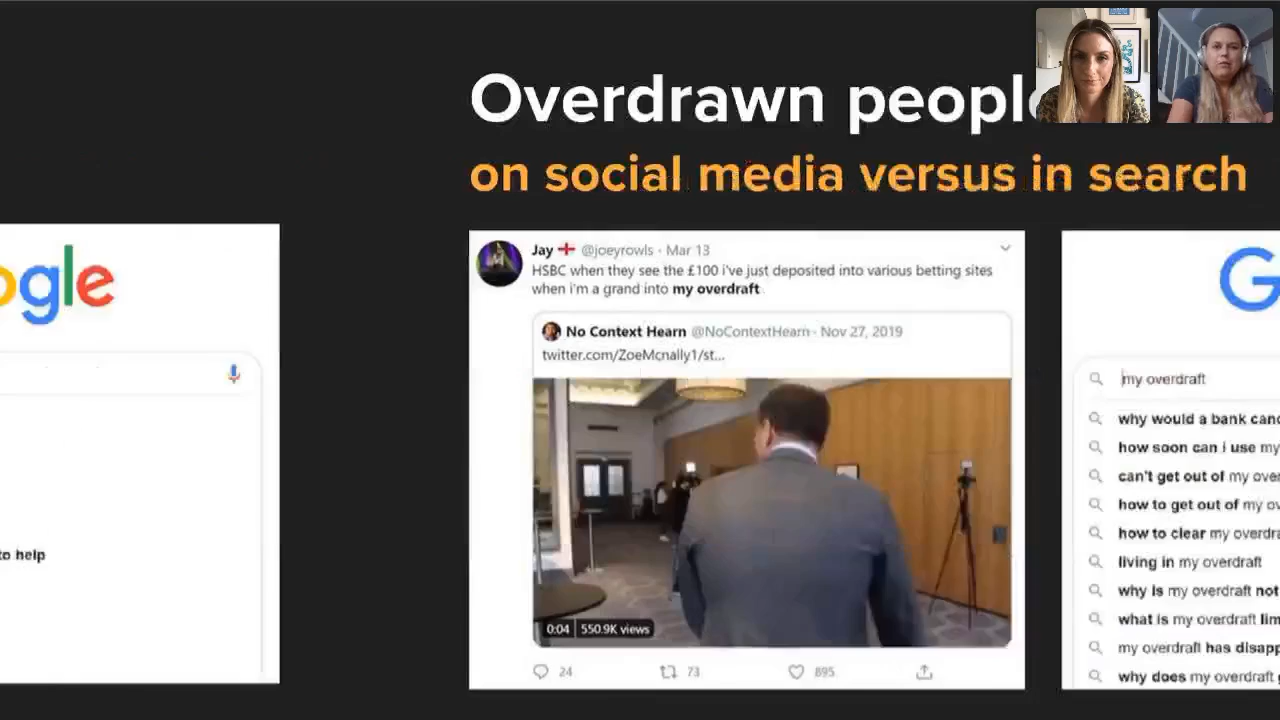 Overdrawn people
on social media versus in search
ogle
to help
Jay @joeyrowls · Mar 13
HSBC when they see the £100 i've just deposited into various betting sites
when i'm a grand into my overdraft
No Context Hearn @NoContextHearn · Nov 27, 2019
twitter.com/ZoeMcnally1/st...
0:04 550.9K views
24 73 895
G
my overdraft
why would a bank canc
how soon can i use my
can't get out of my over
how to get out of my ov
how to clear my overdra
living in my overdraft
why is my overdraft not
what is my overdraft lim
my overdraft has disapp
why does my overdraft